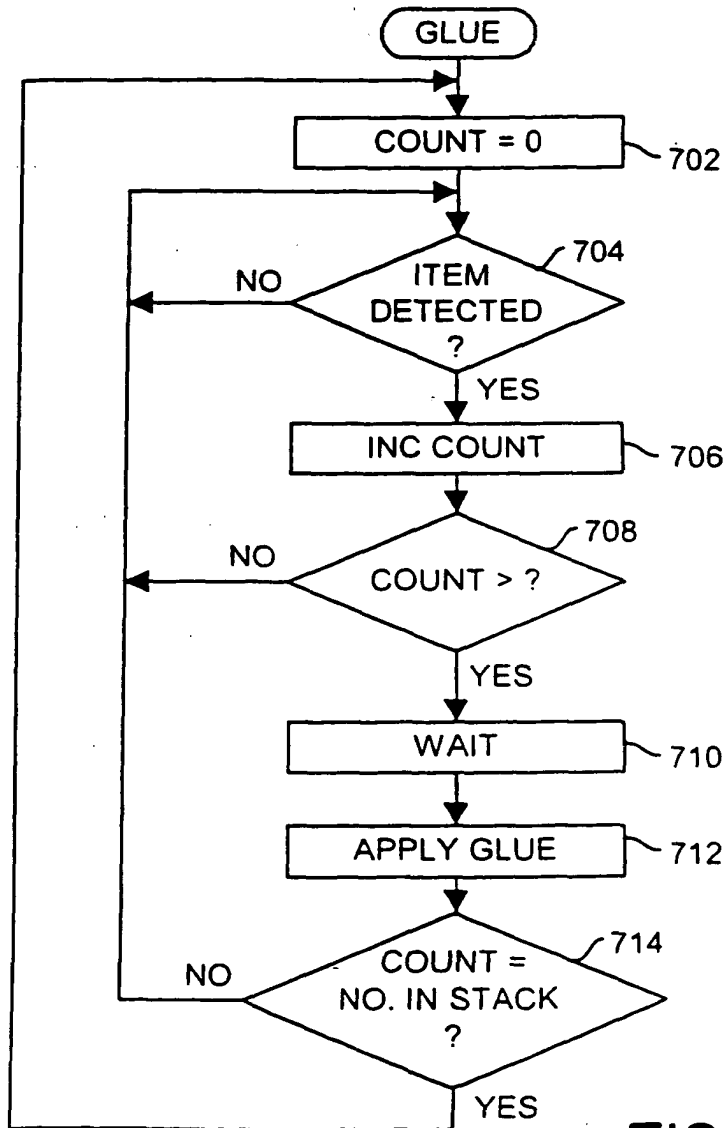 GLUE
COUNT = 0
702
704
ITEM
DETECTED
?
NO
YES
INC COUNT
706
708
COUNT > ?
NO
YES
WAIT
710
APPLY GLUE
712
714
COUNT =
NO. IN STACK
?
NO
YES